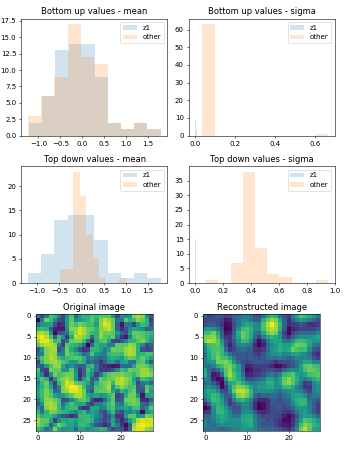 Bottom up values - mean
Bottom up values - sigma
17.5
15.0
12.5
10.0
7.5
5.0
2.5
0.0
z1
other
−1.0 −0.5 0.0 0.5 1.0 1.5
60
50
40
30
20
10
0
z1
other
0.0 0.2 0.4 0.6
Top down values - mean
Top down values - sigma
20
15
10
5
0
z1
other
−1.0 −0.5 0.0 0.5 1.0 1.5
40
35
30
25
20
15
10
5
0
z1
other
0.0 0.2 0.4 0.6 0.8 1.0
Original image
Reconstructed image
0
5
10
15
20
25
0 10 20
0
5
10
15
20
25
0 10 20